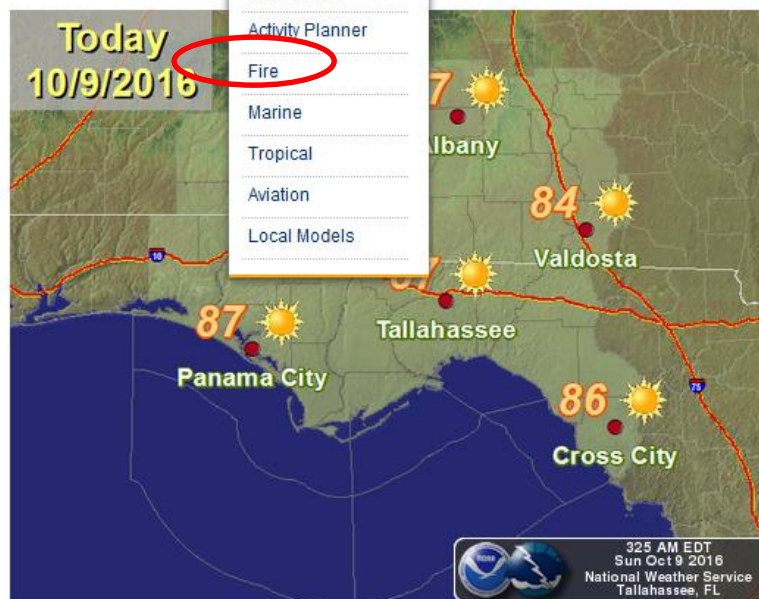 Today
10/9/2016
Activity Planner
Fire
Marine
Tropical
Aviation
Local Models
lbany
84
Valdosta
10
Tallahassee
87
Panama City
75
86
Cross City
325 AM EDT
Sun Oct 9 2016
National Weather Service
Tallahassee, FL